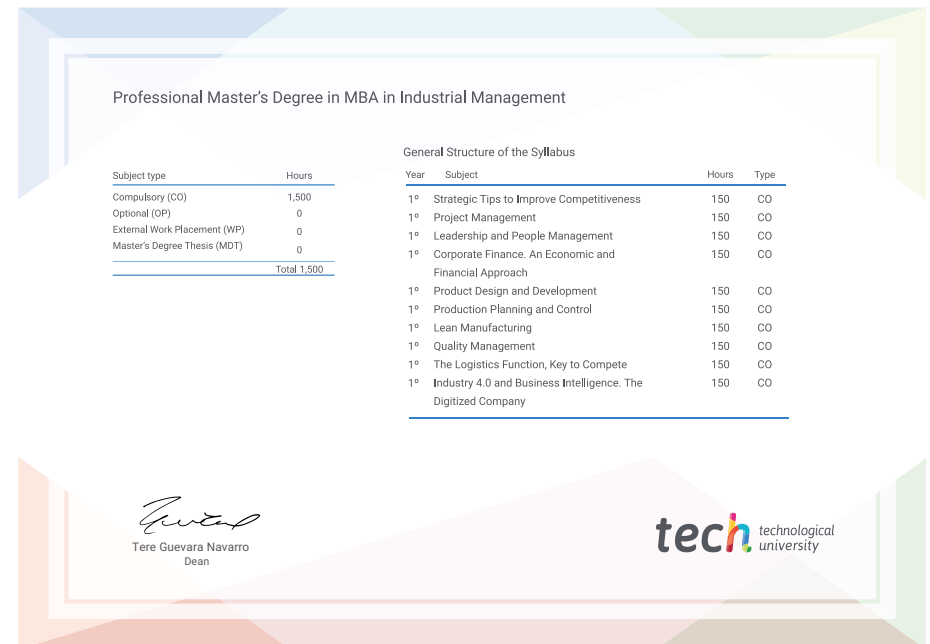 Professional Master's Degree in MBA in Industrial Management
Subject type Hours
Compulsory (CO) 1,500
Optional (OP) 0
External Work Placement (WP) 0
Master's Degree Thesis (MDT) 0
Total 1,500
General Structure of the Syllabus
Year Subject Hours Type
1º Strategic Tips to Improve Competitiveness 150 CO
1º Project Management 150 CO
1º Leadership and People Management 150 CO
1º Corporate Finance. An Economic and 150 CO
Financial Approach
1º Product Design and Development 150 CO
1º Production Planning and Control 150 CO
1º Lean Manufacturing 150 CO
1º Quality Management 150 CO
1º The Logistics Function, Key to Compete 150 CO
1º Industry 4.0 and Business Intelligence. The 150 CO
Digitized Company
Tere Guevara Navarro
Dean
tech technological
university